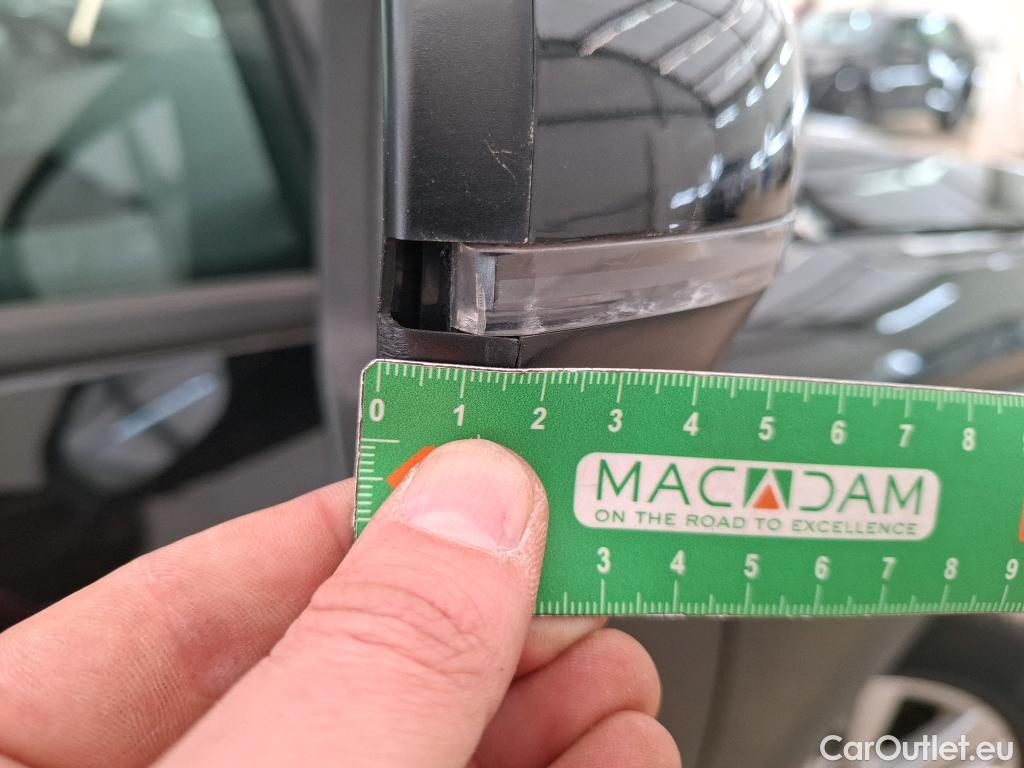 0 1 2 3 4 5 6 7 8
MACADAM
ON THE ROAD TO EXCELLENCE
3 4 5 6 7 8 9
CarOutlet.eu